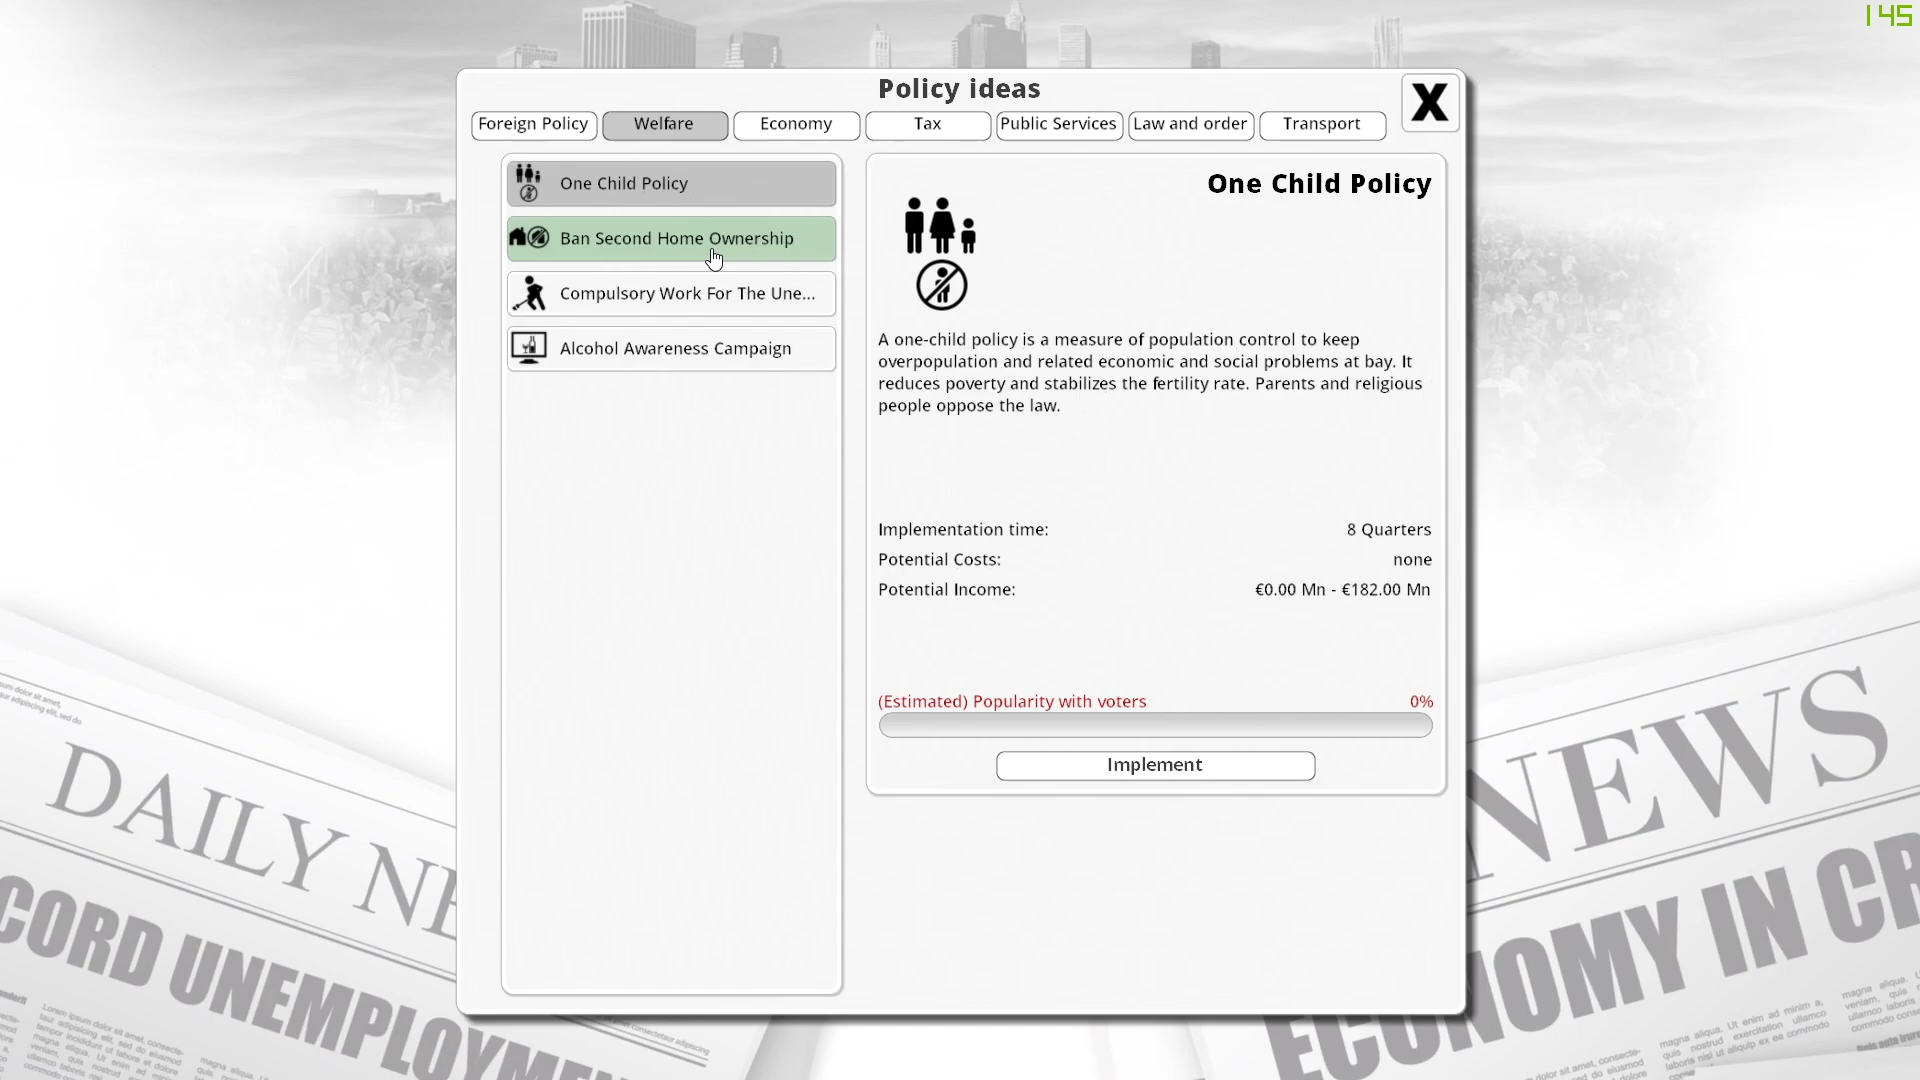 145
Policy ideas
X
Foreign Policy
Welfare
Economy
Tax
Public Services
Law and order
Transport
One Child Policy
Ban Second Home Ownership
Compulsory Work For The Une...
Alcohol Awareness Campaign
One Child Policy
A one-child policy is a measure of population control to keep
overpopulation and related economic and social problems at bay. It
reduces poverty and stabilizes the fertility rate. Parents and religious
people oppose the law.
Implementation time: 8 Quarters
Potential Costs: none
Potential Income: €0.00 Mn - €182.00 Mn
(Estimated) Popularity with voters 0%
Implement
DAILY NE
CORD UNEMPLOYME
NEWS
ECONOMY IN CR